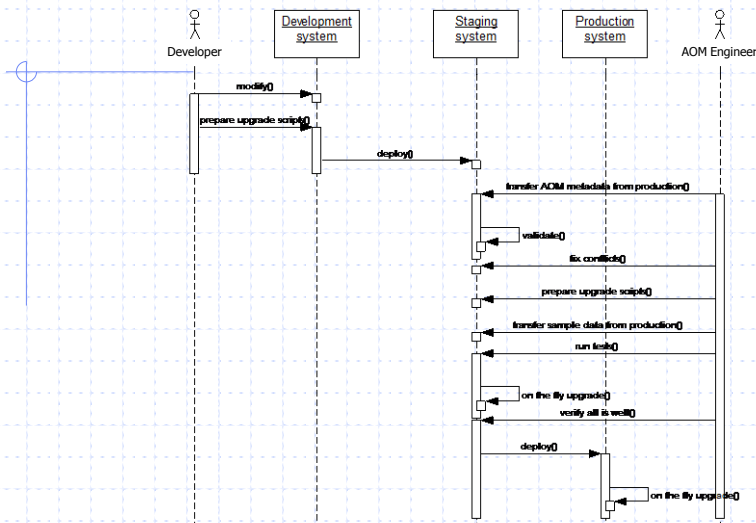 Development
system
Staging
system
Production
system
Developer
AOM Engineer
modify()
prepare upgrade scripts()
deploy()
transfer AOM metadata from production()
validate()
fix conflicts()
prepare upgrade scripts()
transfer sample data from production()
run tests()
on the fly upgrade()
verify all is well()
deploy()
on the fly upgrade()